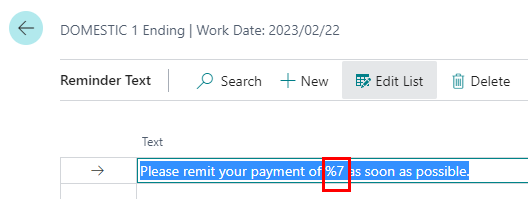 DOMESTIC 1 Ending | Work Date: 2023/02/22
Reminder Text
Search
New
Edit List
Delete
Text
Please remit your payment of %7 as soon as possible.